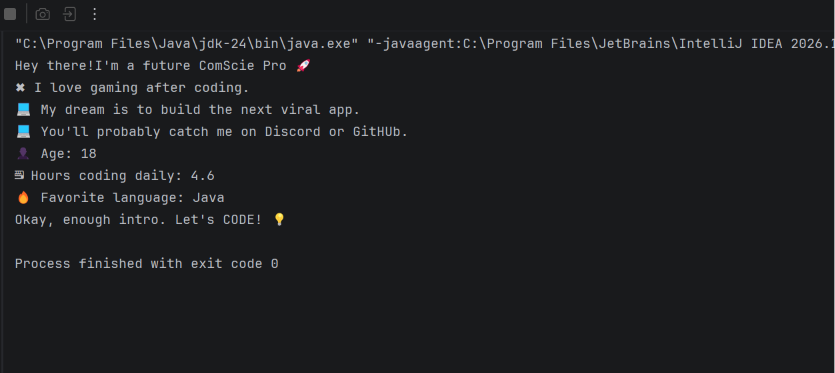 "C:\Program Files\Java\jdk-24\bin\java.exe" "-javaagent:C:\Program Files\JetBrains\IntelliJ IDEA 2026.1
Hey there!I'm a future ComScie Pro 🚀
✖ I love gaming after coding.
💻 My dream is to build the next viral app.
💻 You'll probably catch me on Discord or GitHUb.
👤 Age: 18
Hours coding daily: 4.6
🔥 Favorite language: Java
Okay, enough intro. Let's CODE! 💡
Process finished with exit code 0